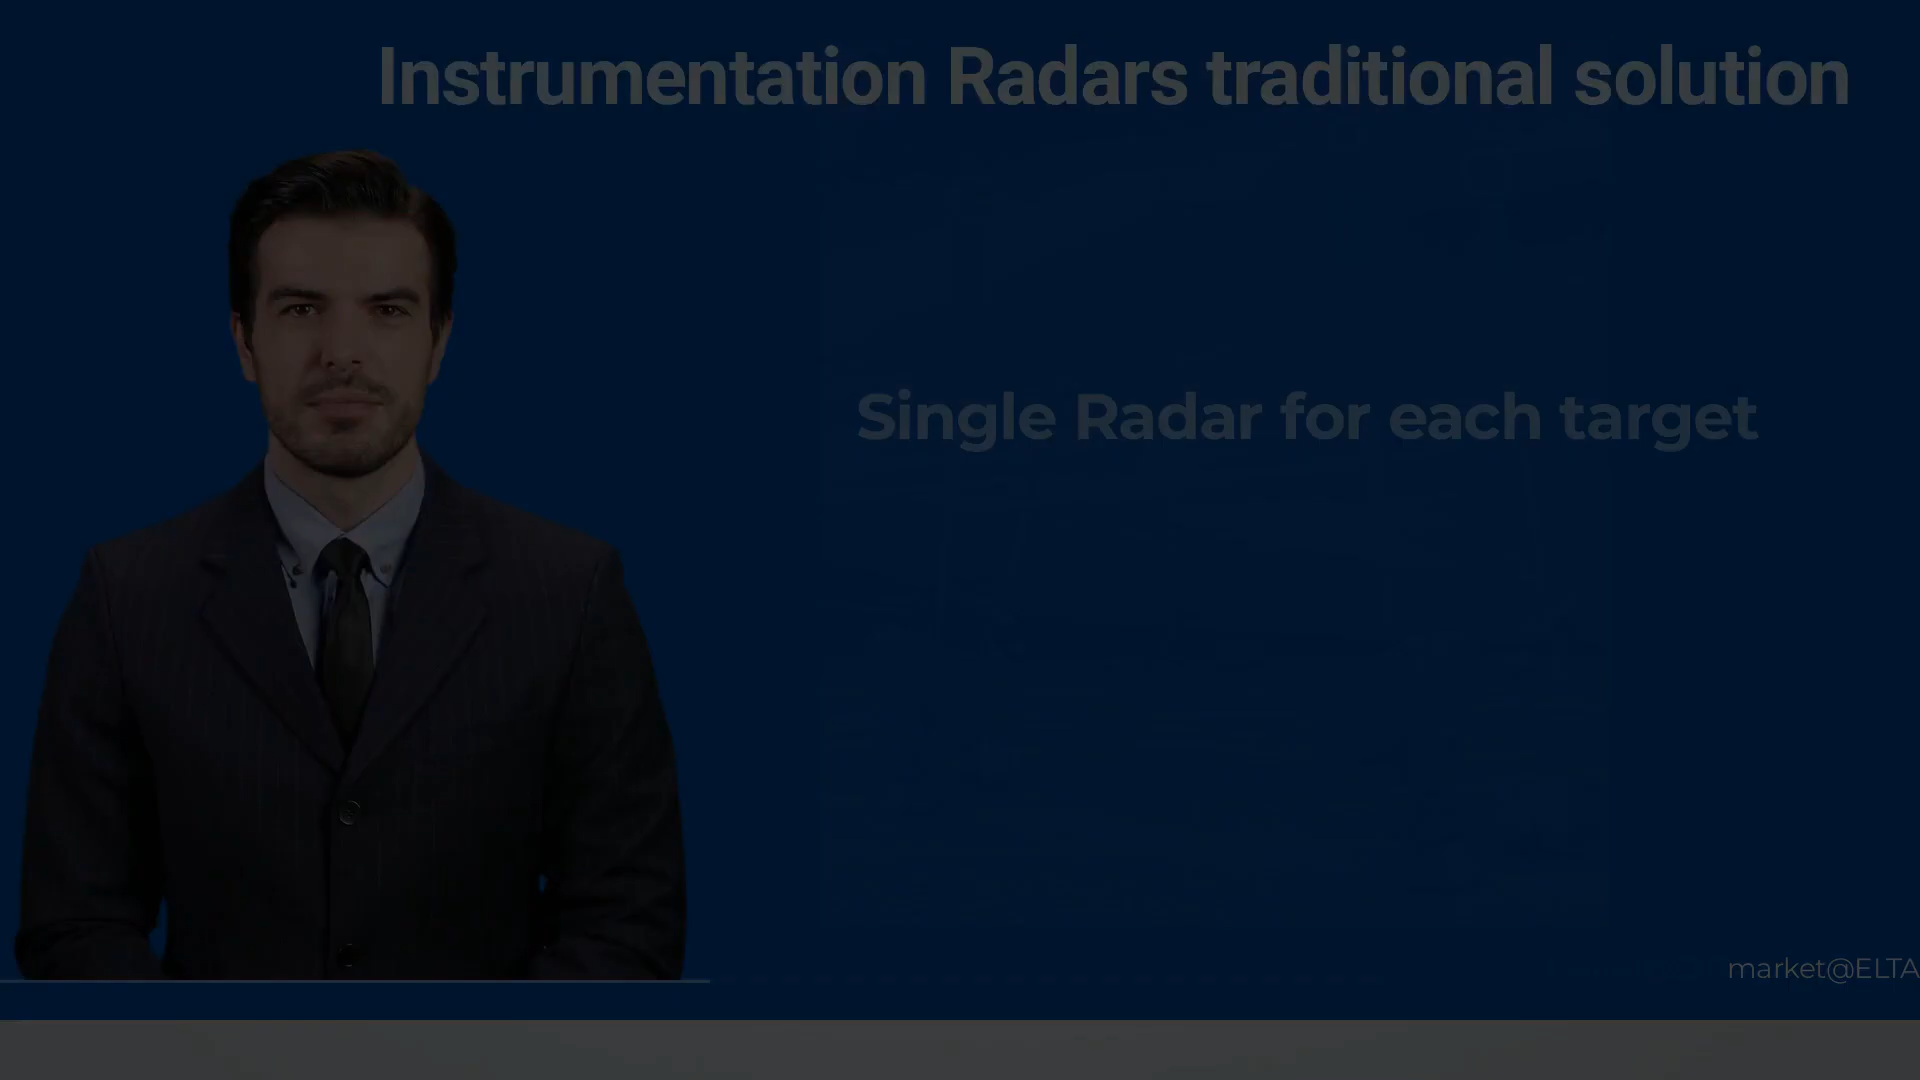 Instrumentation Radars traditional solution
Single Radar for each target
market@ELTA